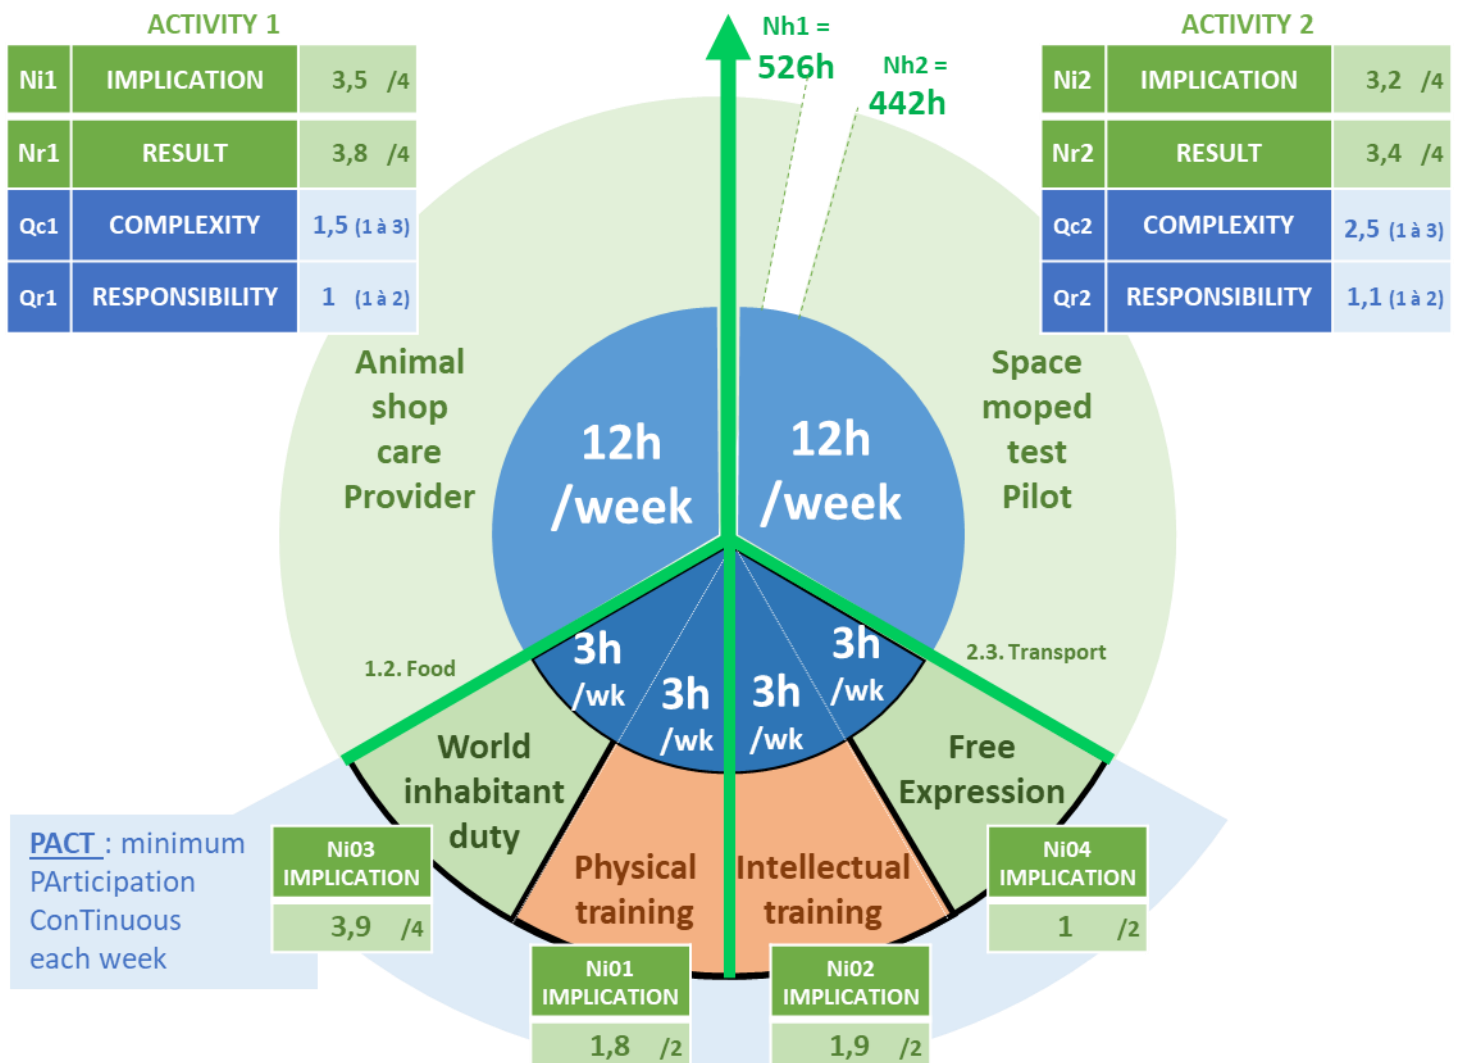 ACTIVITY 1
Ni1 IMPLICATION 3,5 /4
Nr1 RESULT 3,8 /4
Qc1 COMPLEXITY 1,5 (1 à 3)
Qr1 RESPONSIBILITY 1 (1 à 2)
Nh1 =
526h
Nh2 =
442h
ACTIVITY 2
Ni2 IMPLICATION 3,2 /4
Nr2 RESULT 3,4 /4
Qc2 COMPLEXITY 2,5 (1 à 3)
Qr2 RESPONSIBILITY 1,1 (1 à 2)
Animal
shop
care
Provider
12h
/week
12h
/week
Space
moped
test
Pilot
1.2. Food
3h
/wk
3h
/wk
3h
/wk
3h
/wk
2.3. Transport
World
inhabitant
duty
Physical
training
Intellectual
training
Free
Expression
PACT : minimum
PArticipation
ConTinuous
each week
Ni03
IMPLICATION
3,9 /4
Ni01
IMPLICATION
1,8 /2
Ni02
IMPLICATION
1,9 /2
Ni04
IMPLICATION
1 /2